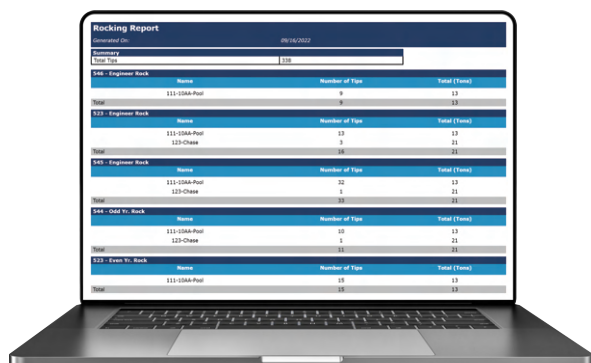 Rocking Report
Generated On: 09/16/2022
Summary
Total Tips 338
546 - Engineer Rock
Name Number of Tips Total (Tons)
111-10AA-Pool 9 13
Total 9 13
523 - Engineer Rock
Name Number of Tips Total (Tons)
111-10AA-Pool 13 13
123-Chase 3 21
Total 16 21
545 - Engineer Rock
Name Number of Tips Total (Tons)
111-10AA-Pool 32 13
123-Chase 1 21
Total 33 21
544 - Odd Yr. Rock
Name Number of Tips Total (Tons)
111-10AA-Pool 10 13
123-Chase 1 21
Total 11 21
523 - Even Yr. Rock
Name Number of Tips Total (Tons)
111-10AA-Pool 15 13
Total 15 13